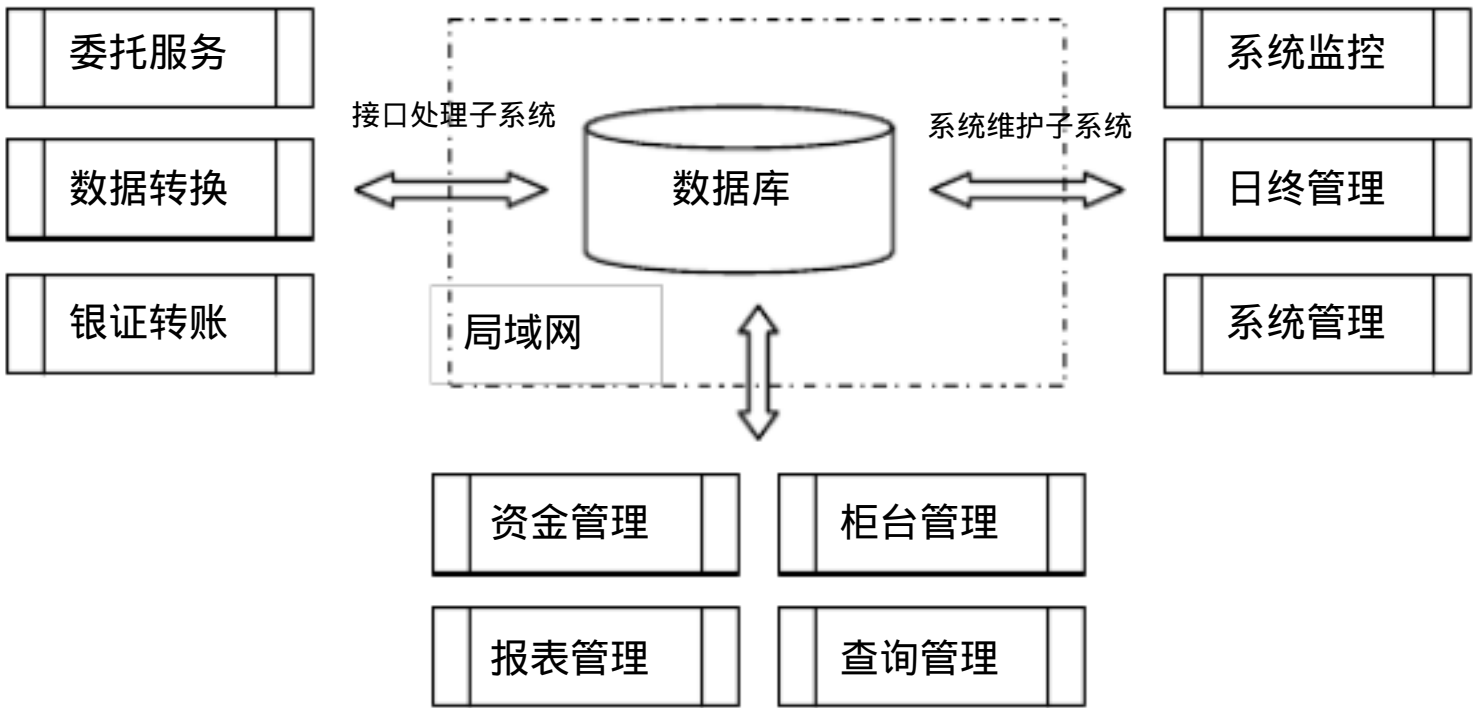 委托服务
系统监控
接口处理子系统
系统维护子系统
数据转换
数据库
日终管理
银证转账
局域网
系统管理
资金管理
柜台管理
报表管理
查询管理